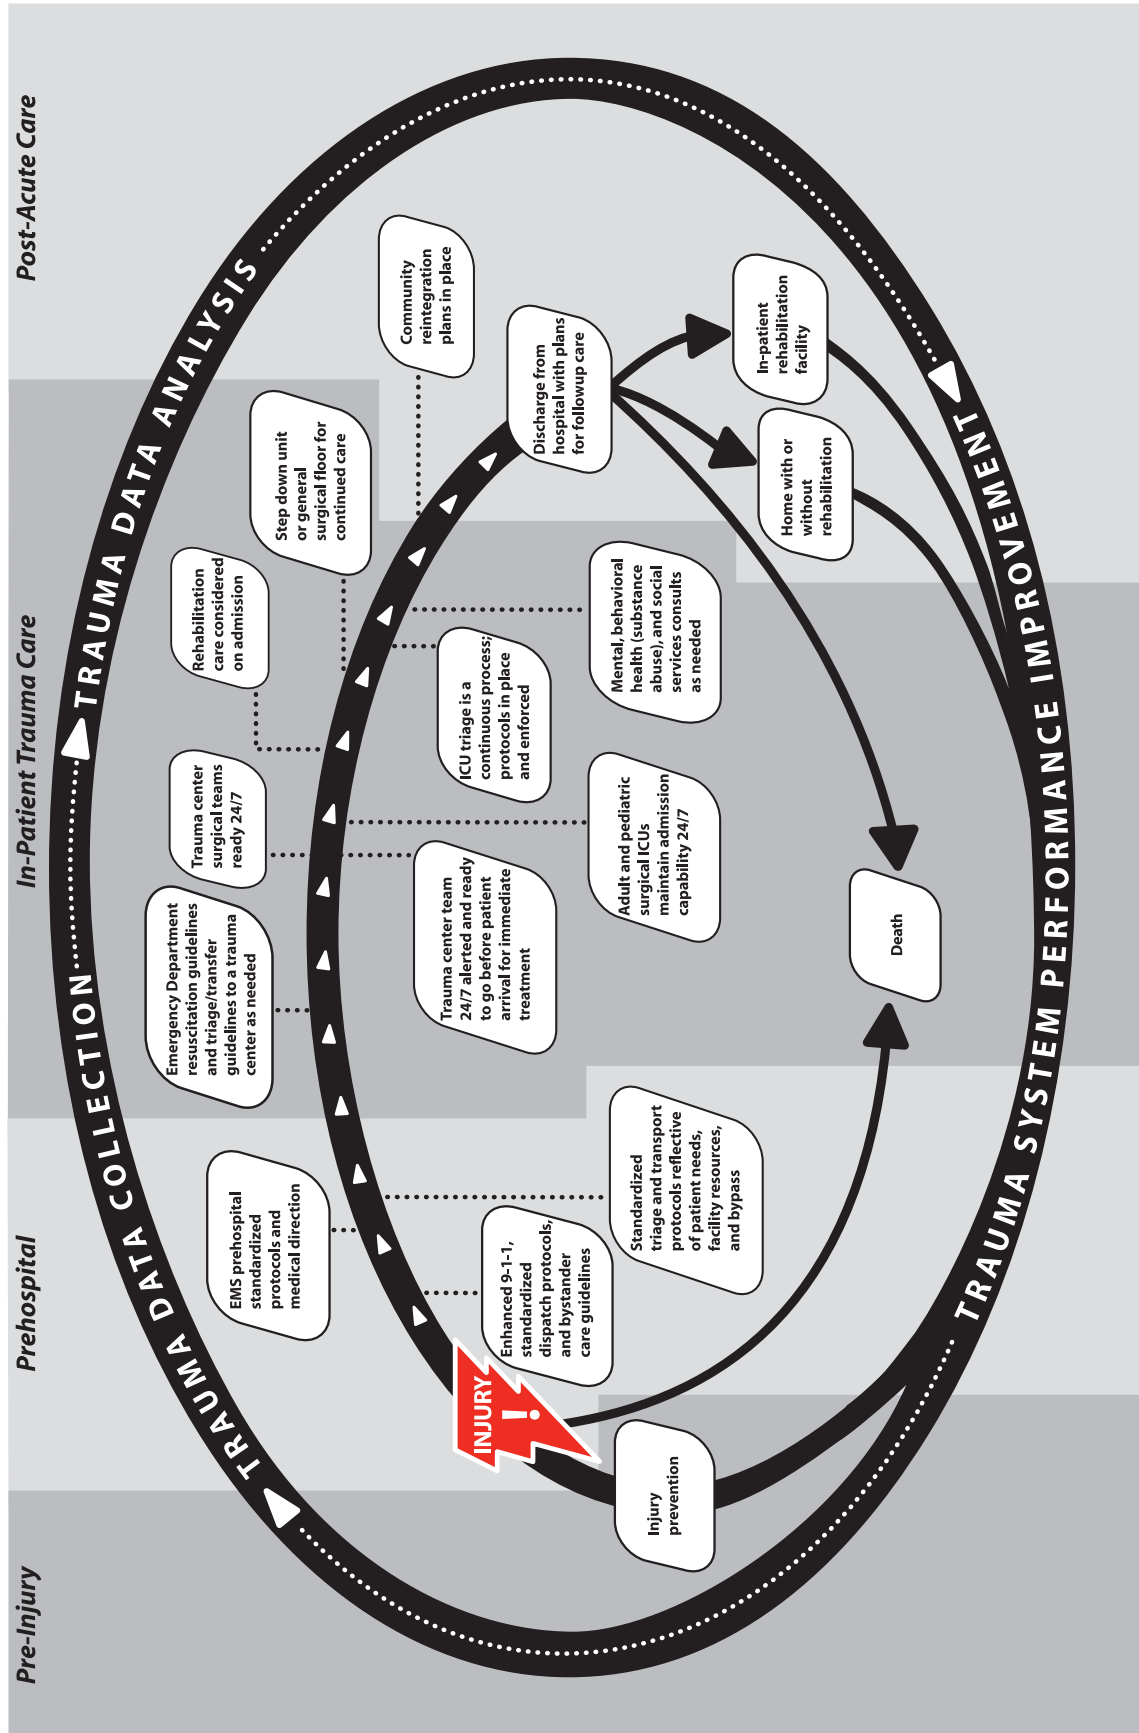 Pre-Injury
Prehospital
In-Patient Trauma Care
Post-Acute Care
TRAUMA DATA COLLECTION
TRAUMA DATA ANALYSIS
TRAUMA SYSTEM PERFORMANCE IMPROVEMENT
Injury
prevention
INJURY
!
EMS prehospital
standardized
protocols and
medical direction
Enhanced 9-1-1,
standardized
dispatch protocols,
and bystander
care guidelines
Standardized
triage and transport
protocols reflective
of patient needs,
facility resources,
and bypass
Emergency Department
resuscitation guidelines
and triage/transfer
guidelines to a trauma
center as needed
Trauma center
surgical teams
ready 24/7
Rehabilitation
care considered
on admission
Step down unit
or general
surgical floor for
continued care
Trauma center team
24/7 alerted and ready
to go before patient
arrival for immediate
treatment
ICU triage is a
continuous process;
protocols in place
and enforced
Adult and pediatric
surgical ICUs
maintain admission
capability 24/7
Mental, behavioral
health (substance
abuse), and social
services consults
as needed
Community
reintegration
plans in place
Discharge from
hospital with plans
for followup care
Home with or
without
rehabilitation
In-patient
rehabilitation
facility
Death